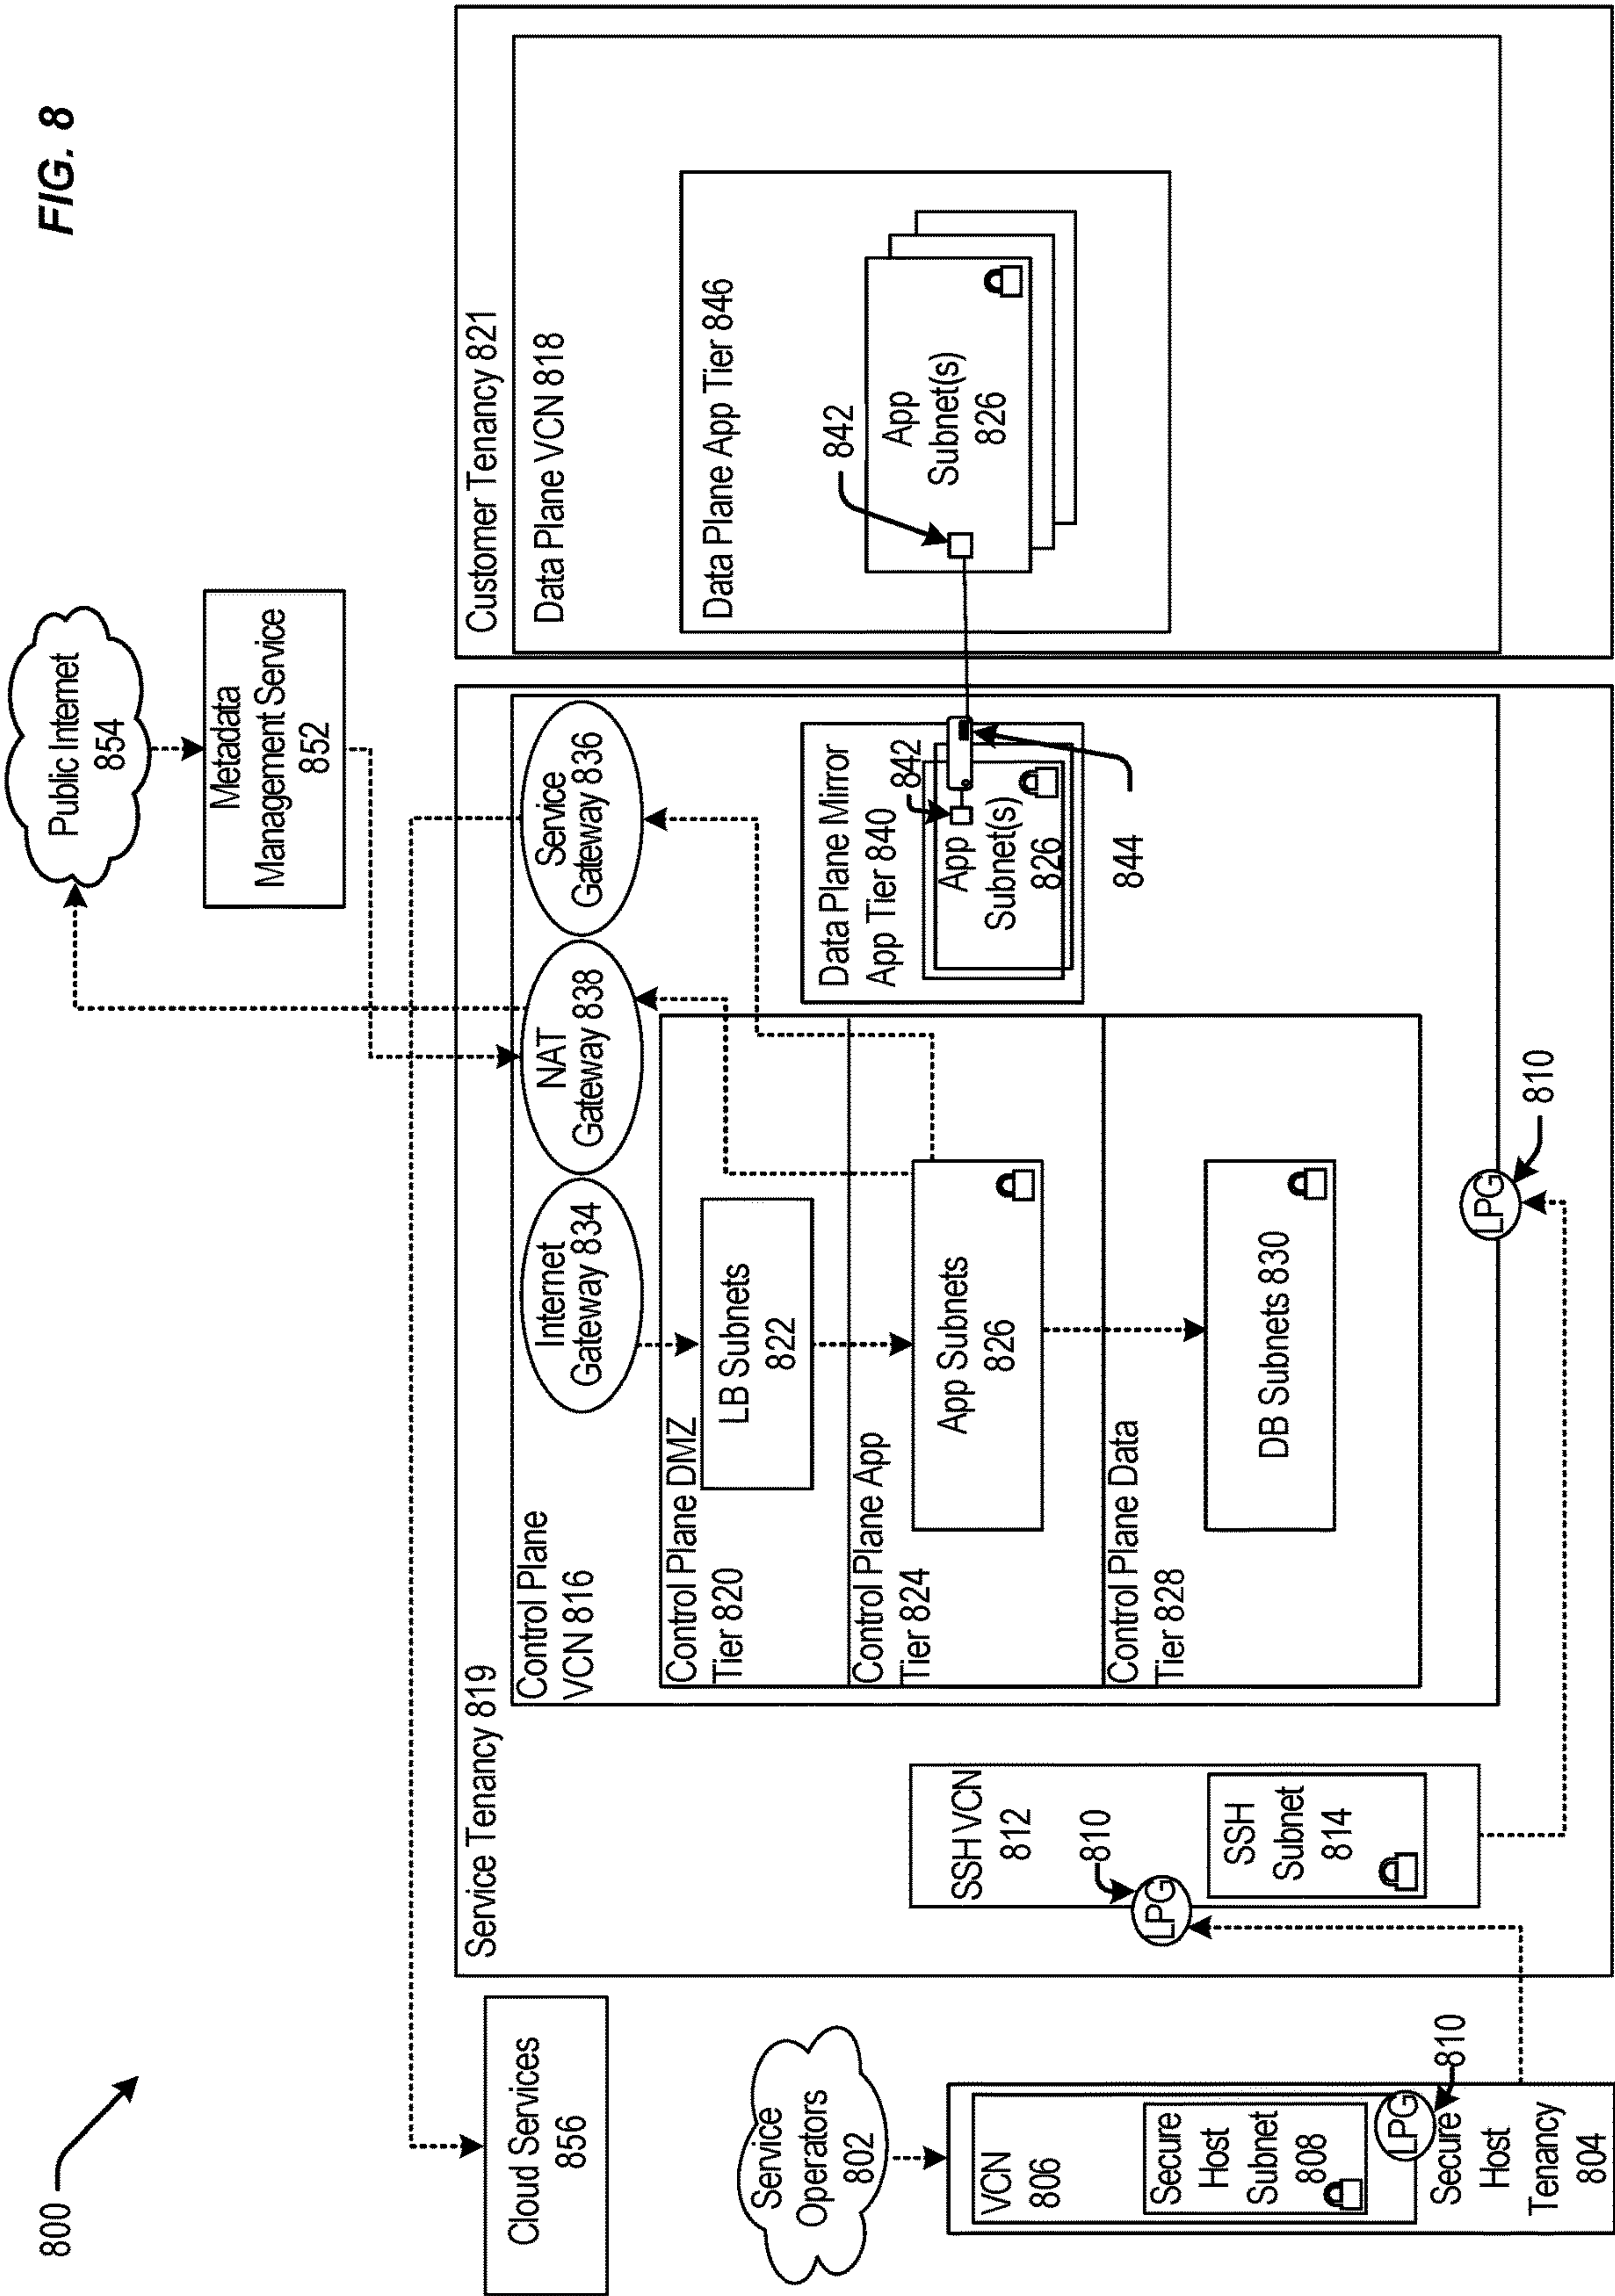 FIG. 8
800
Public Internet
854
Metadata
Management Service
852
Cloud Services
856
Service
Operators
802
VCN
806
Secure
Host
Subnet
808
LPG
810
Secure
Host
Tenancy
804
Service Tenancy 819
SSH VCN
812
810
LPG
SSH
Subnet
814
Control Plane
VCN 816
Internet
Gateway 834
NAT
Gateway 838
Service
Gateway 836
Control Plane DMZ
Tier 820
LB Subnets
822
Control Plane App
Tier 824
App Subnets
826
Control Plane Data
Tier 828
DB Subnets 830
LPG
810
Data Plane Mirror
App Tier 840
842
App
Subnet(s)
826
844
Customer Tenancy 821
Data Plane VCN 818
Data Plane App Tier 846
842
App
Subnet(s)
826